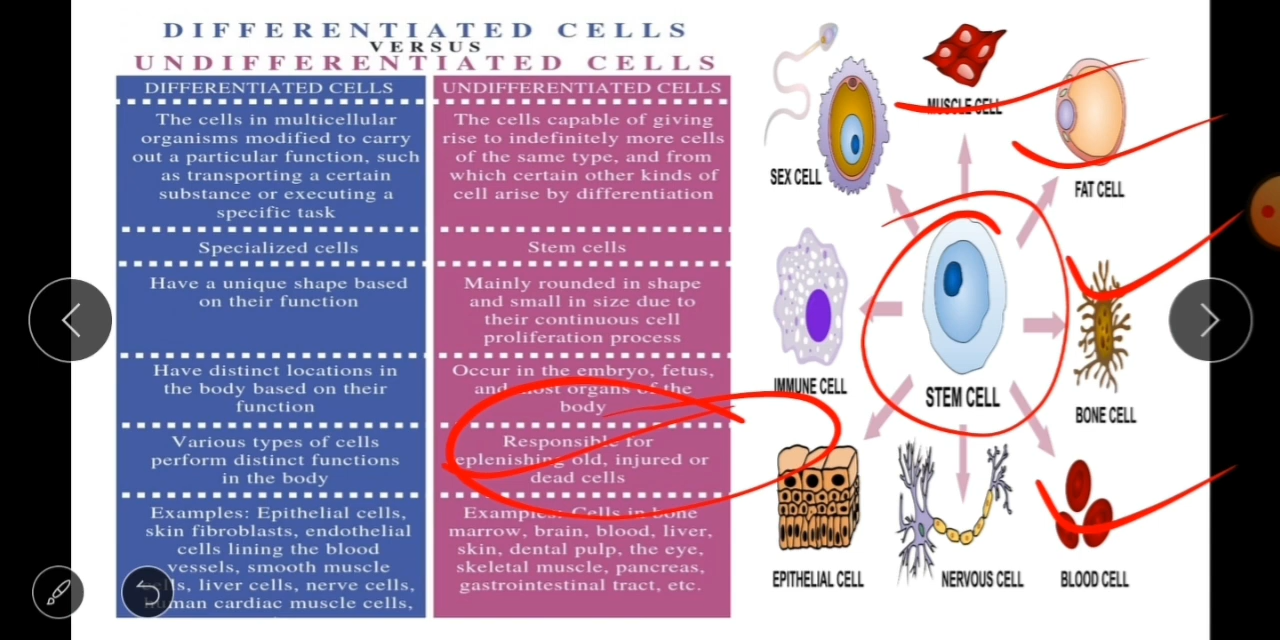 DIFFERENTIATED CELLS
VERSUS
UNDIFFERENTIATED CELLS
DIFFERENTIATED CELLS
The cells in multicellular
organisms modified to carry
out a particular function, such
as transporting a certain
substance or executing a
specific task
Specialized cells
Have a unique shape based
on their function
Have distinct locations in
the body based on their
function
Various types of cells
perform distinct functions
in the body
Examples: Epithelial cells,
skin fibroblasts, endothelial
cells lining the blood
vessels, smooth muscle
cells, liver cells, nerve cells,
human cardiac muscle cells,
UNDIFFERENTIATED CELLS
The cells capable of giving
rise to indefinitely more cells
of the same type, and from
which certain other kinds of
cell arise by differentiation
Stem cells
Mainly rounded in shape
and small in size due to
their continuous cell
proliferation process
Occur in the embryo, fetus,
and most organs of the
body
Responsible for
replenishing old, injured or
dead cells
Examples: Cells in bone
marrow, brain, blood, liver,
skin, dental pulp, the eye,
skeletal muscle, pancreas,
gastrointestinal tract, etc.
MUSCLE CELL
SEX CELL
FAT CELL
IMMUNE CELL
STEM CELL
BONE CELL
EPITHELIAL CELL
NERVOUS CELL
BLOOD CELL